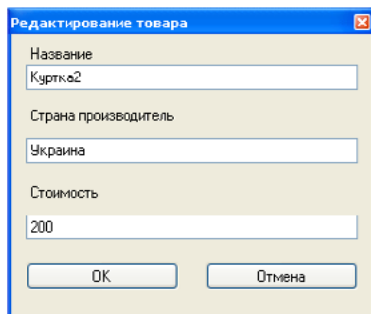 Редактирование товара
Название
Куртка2
Страна производитель
Украина
Стоимость
200
OK
Отмена